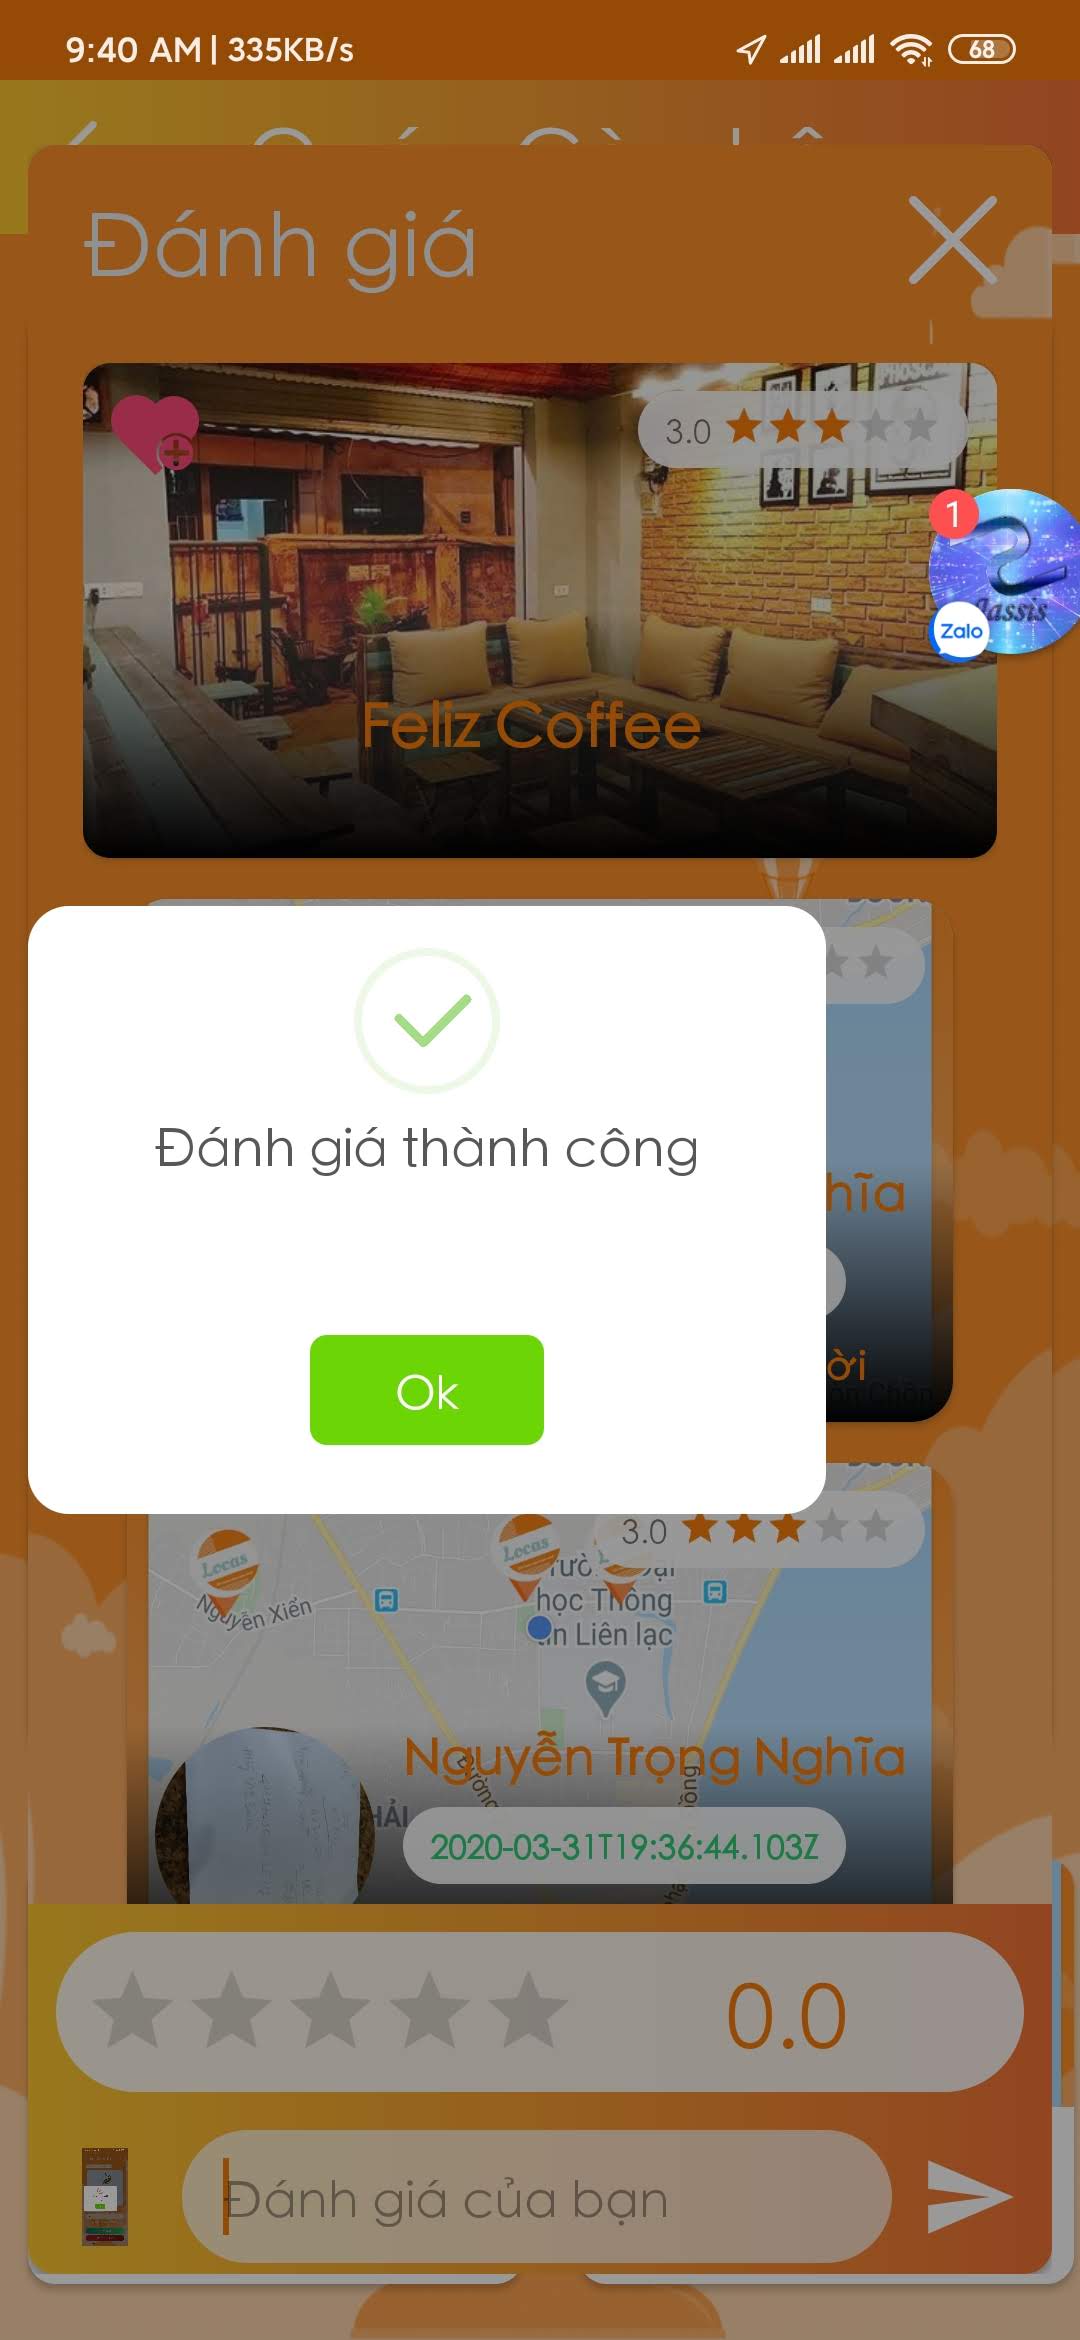 9:40 AM | 335KB/s
68
Đánh giá
3.0
1
Zalo
Feliz Coffee
Đánh giá thành công
hĩa
ời
Ok
3.0
Locas
Locas
Nguyễn Xiển
học Thông
tin Liên lạc
Nguyễn Trọng Nghĩa
HẢI
2020-03-31T19:36:44.103Z
0.0
Đánh giá của bạn